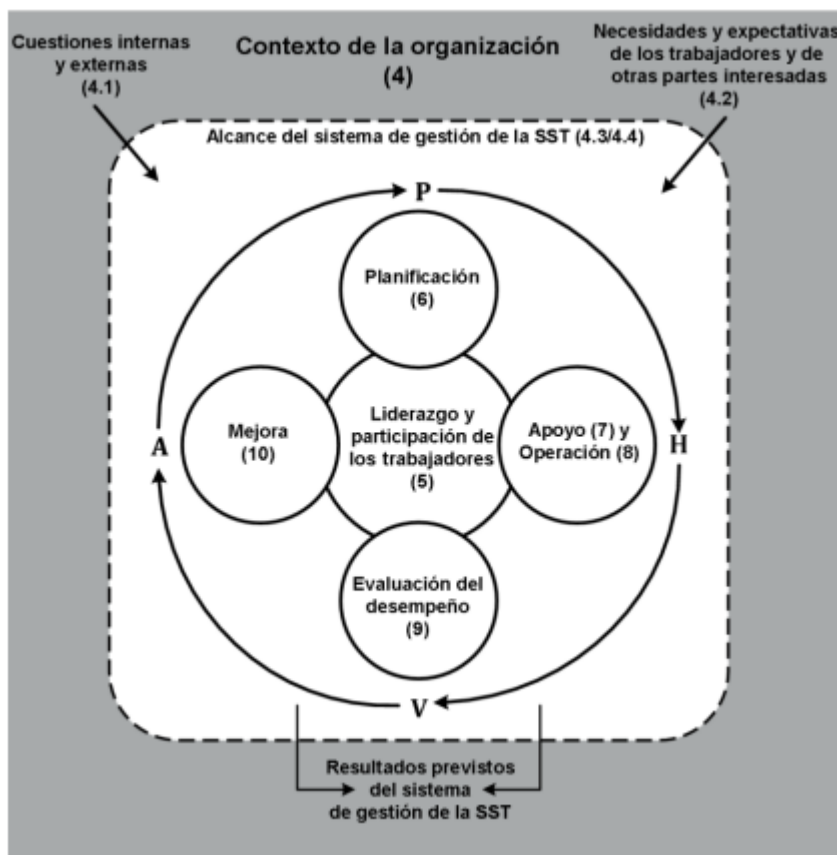 Cuestiones internas
y externas
(4.1)
Contexto de la organización
(4)
Necesidades y expectativas
de los trabajadores y de
otras partes interesadas
(4.2)
Alcance del sistema de gestión de la SST (4.3/4.4)
P
Planificación
(6)
A
Mejora
(10)
Liderazgo y
participación de
los trabajadores
(5)
Apoyo (7) y
Operación (8)
H
Evaluación del
desempeño
(9)
V
Resultados previstos
del sistema
de gestión de la SST